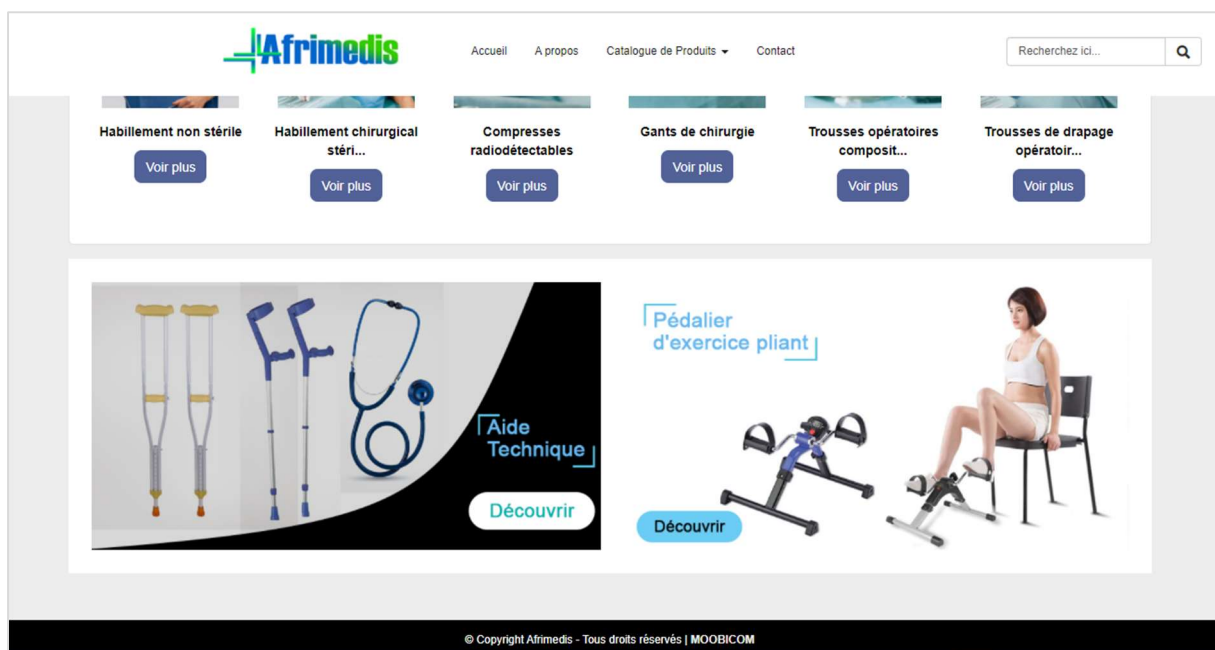 Afrimedis
Accueil A propos Catalogue de Produits Contact
Recherchez ici...
Habillement non stérile
Voir plus
Habillement chirurgical
stéri...
Voir plus
Compresses
radiodétectables
Voir plus
Gants de chirurgie
Voir plus
Trousses opératoires
composit...
Voir plus
Trousses de drapage
opératoir...
Voir plus
Aide
Technique
Découvrir
Pédalier
d'exercice pliant
Découvrir
© Copyright Afrimedis - Tous droits réservés | MOOBICOM